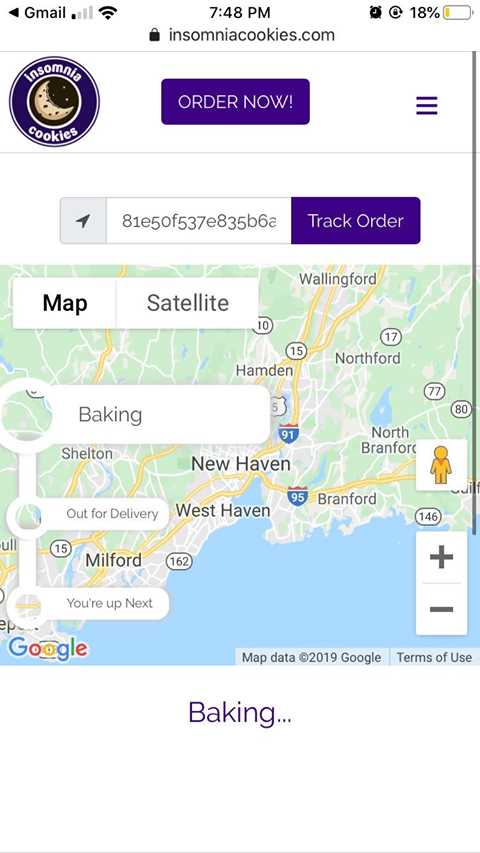 Gmail
7:48 PM
18%
insomniacookies.com
insomnia
cookies
ORDER NOW!
81e50f537e835b6a
Track Order
Map
Satellite
Wallingford
10
15
17
Hamden
Northford
77
80
Baking
5
91
North
Branford
Shelton
New Haven
95
Branford
Guilf
West Haven
146
Out for Delivery
15
Milford
162
You're up Next
Google
Map data ©2019 Google
Terms of Use
Baking...